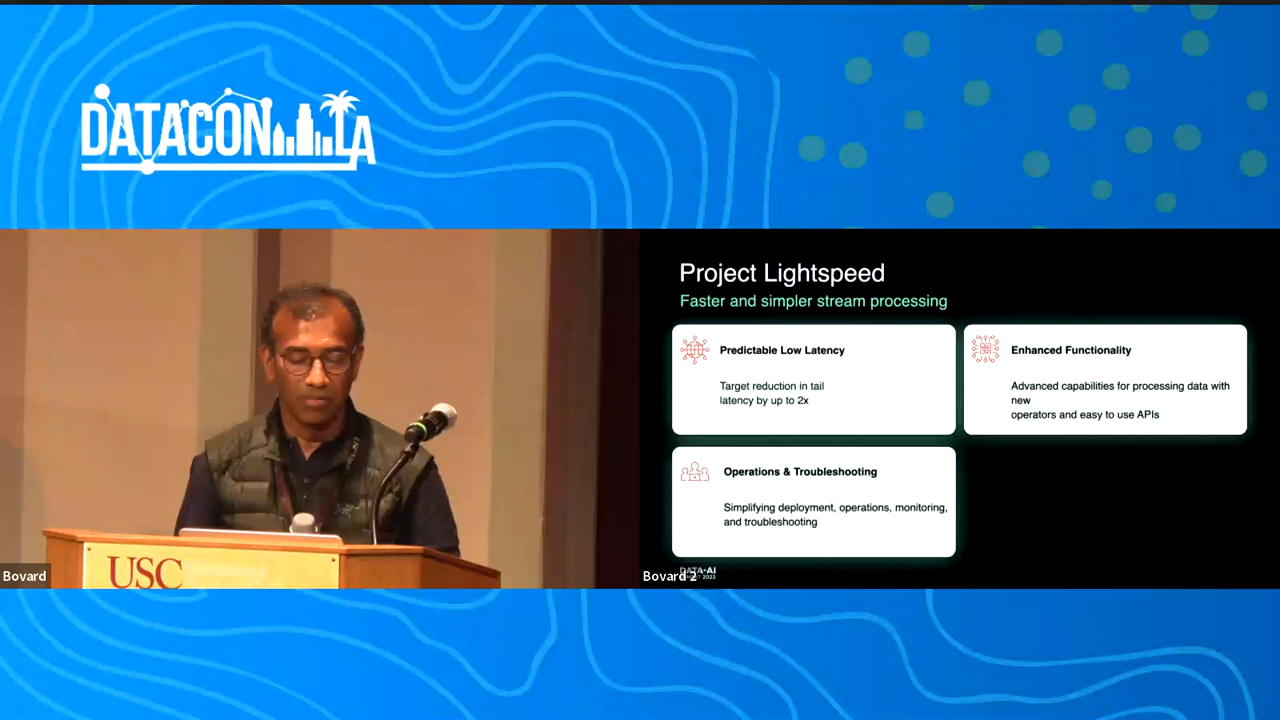 DATACON LA
USC
Bovard
Project Lightspeed
Faster and simpler stream processing
Predictable Low Latency
Target reduction in tail
latency by up to 2x
Enhanced Functionality
Advanced capabilities for processing data with
new
operators and easy to use APIs
Operations & Troubleshooting
Simplifying deployment, operations, monitoring,
and troubleshooting
DATA+AI
Bovard 2